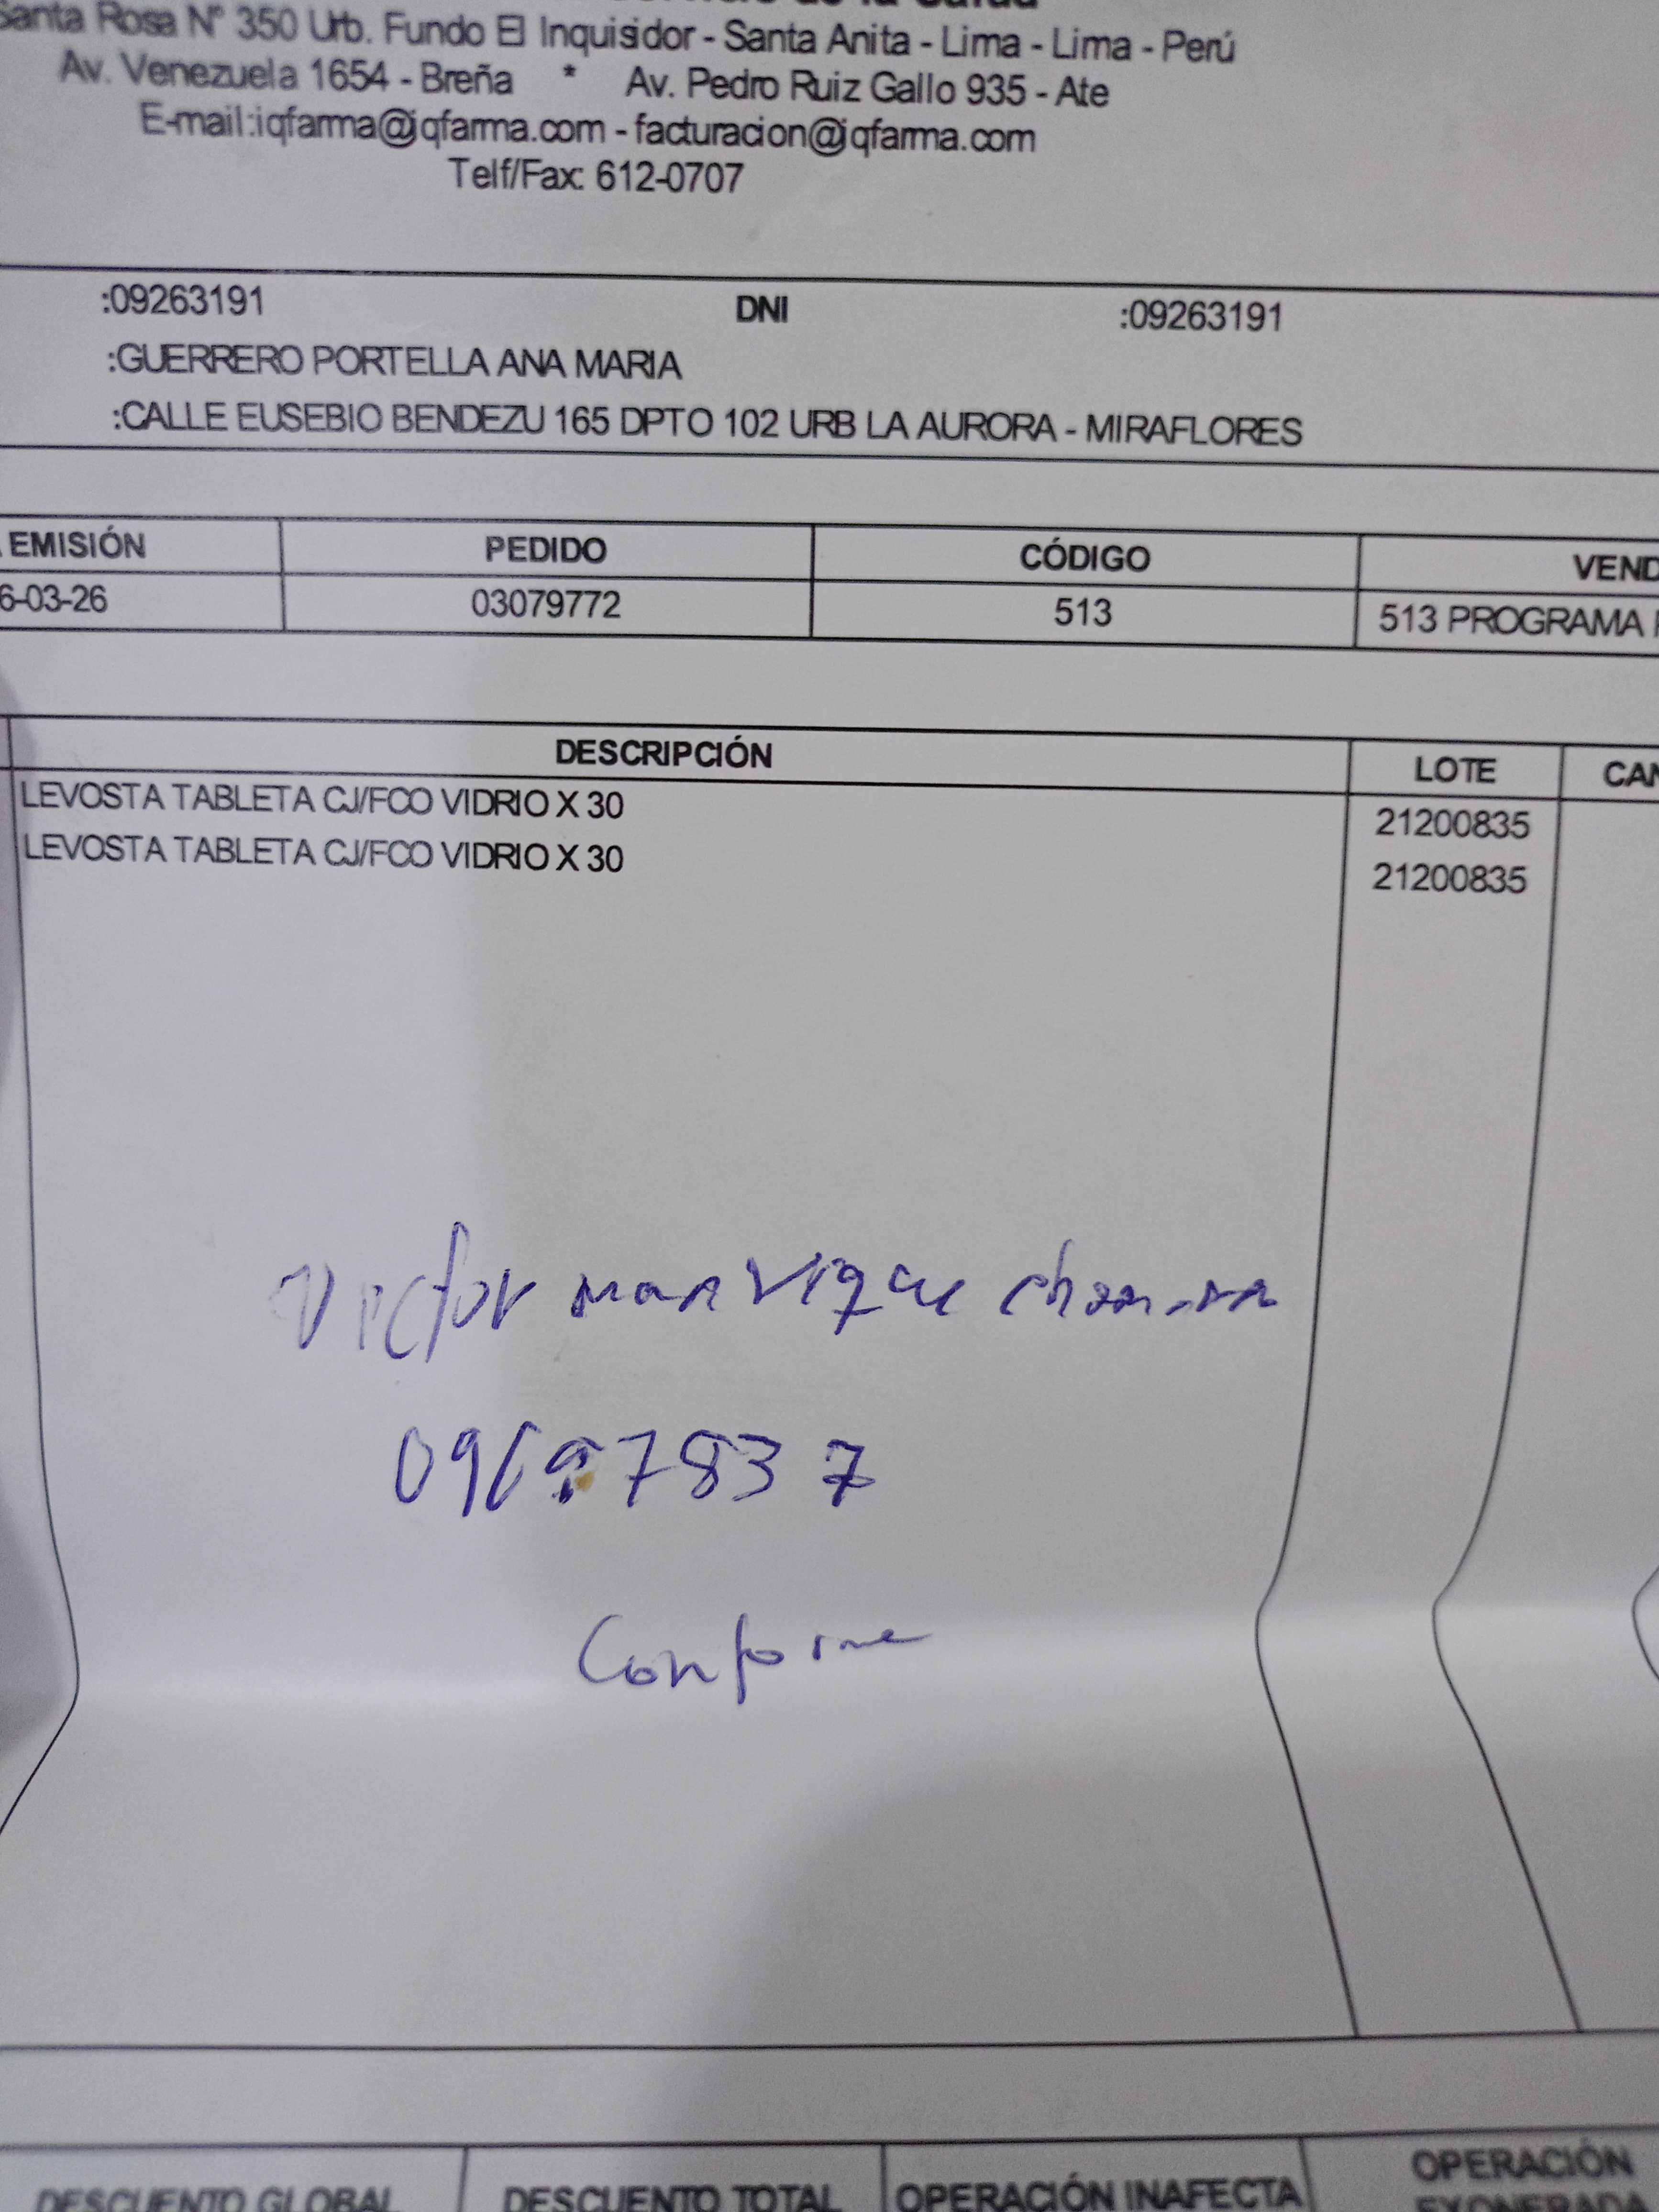 Santa Rosa N° 350 Urb. Fundo El Inquisidor - Santa Anita - Lima - Lima - Perú
Av. Venezuela 1654 - Breña * Av. Pedro Ruiz Gallo 935 - Ate
E-mail:iqfarma@iqfarma.com - facturacion@iqfarma.com
Telf/Fax: 612-0707
:09263191 DNI :09263191
:GUERRERO PORTELLA ANA MARIA
:CALLE EUSEBIO BENDEZU 165 DPTO 102 URB LA AURORA - MIRAFLORES
EMISIÓN PEDIDO CÓDIGO VEND
6-03-26 03079772 513 513 PROGRAMA
DESCRIPCIÓN LOTE CAN
LEVOSTA TABLETA CJ/FCO VIDRIO X 30 21200835
LEVOSTA TABLETA CJ/FCO VIDRIO X 30 21200835
Victor manrique
Conforme
DESCUENTO GLOBAL DESCUENTO TOTAL OPERACIÓN INAFECTA OPERACIÓN
EXONERADA